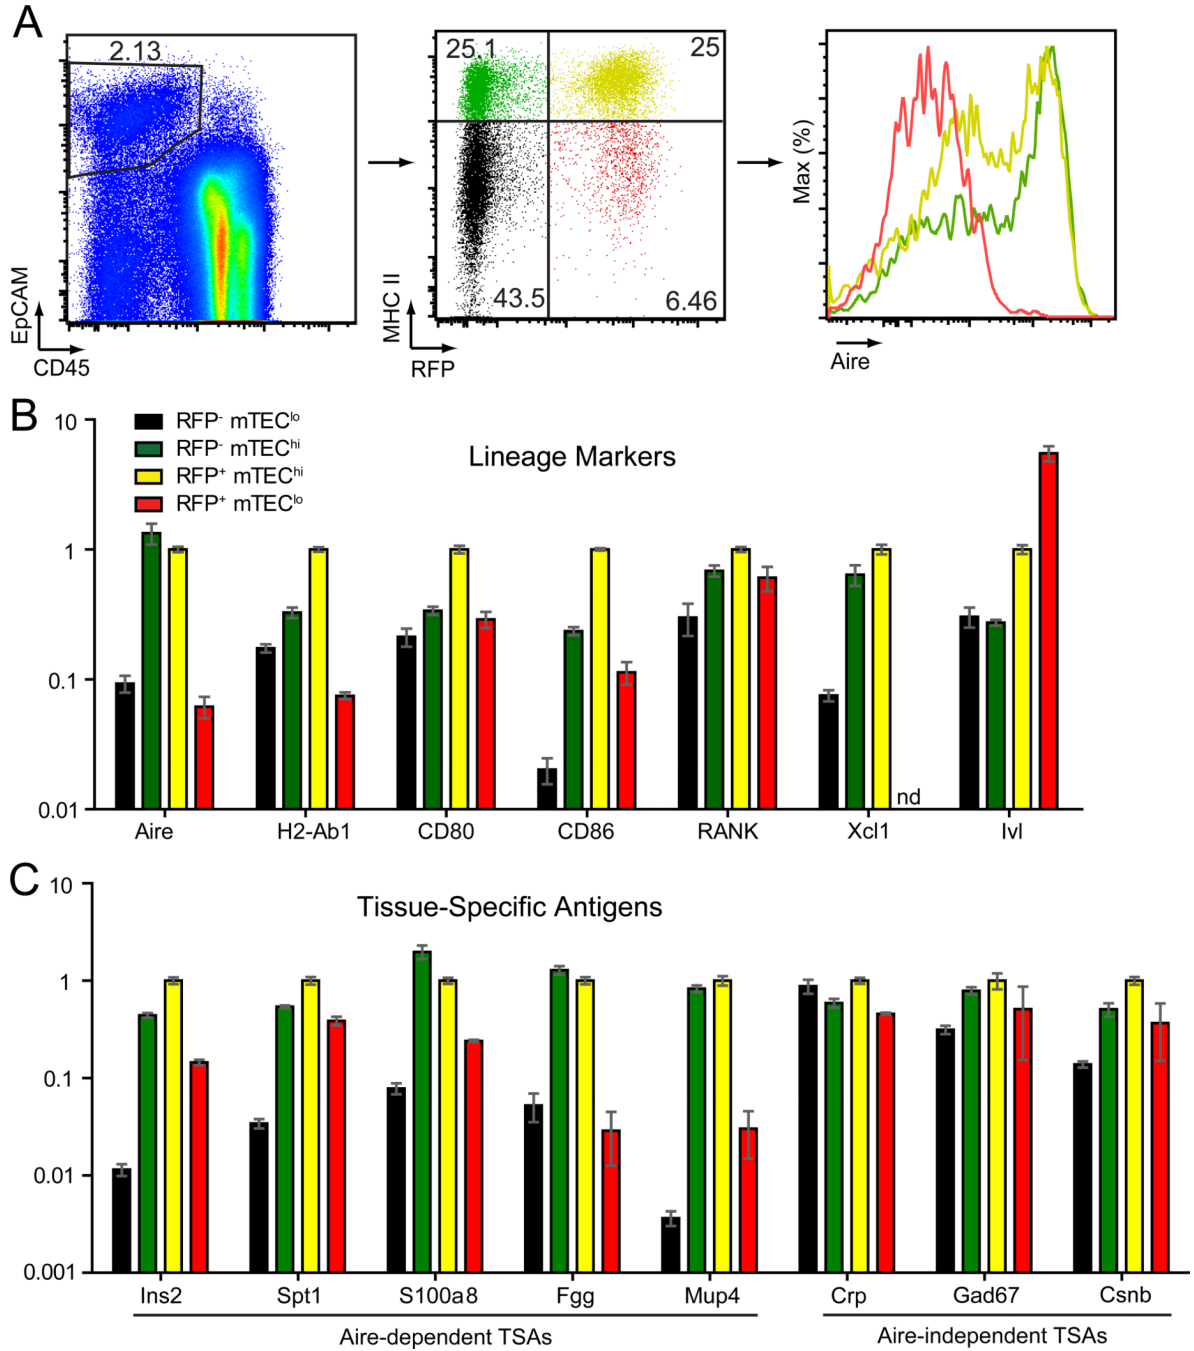 A
2.13
EpCAM
CD45
25.1
25
43.5
6.46
MHC II
RFP
Max (%)
Aire
B
10
1
0.1
0.01
RFP⁻ mTECˡᵒ
RFP⁻ mTECʰⁱ
RFP⁺ mTECʰⁱ
RFP⁺ mTECˡᵒ
Lineage Markers
nd
Aire H2-Ab1 CD80 CD86 RANK Xcl1 Ivl
C
10
1
0.1
0.01
0.001
Tissue-Specific Antigens
Ins2 Spt1 S100a8 Fgg Mup4 Crp Gad67 Csnb
Aire-dependent TSAs Aire-independent TSAs